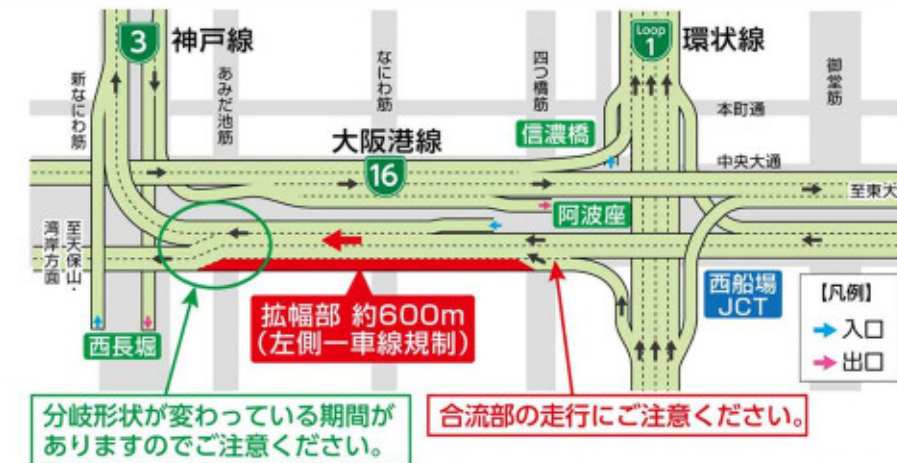 3 神戸線
Loop
1 環状線
新なにわ筋
あみだ池筋
なにわ筋
四つ橋筋
御堂筋
本町通
信濃橋
大阪港線
中央大通
16
至東大
阿波座
至天保山・
湾岸方面
西船場
JCT
【凡例】
入口
出口
拡幅部 約600m
(左側一車線規制)
西長堀
分岐形状が変わっている期間が
ありますのでご注意ください。
合流部の走行にご注意ください。